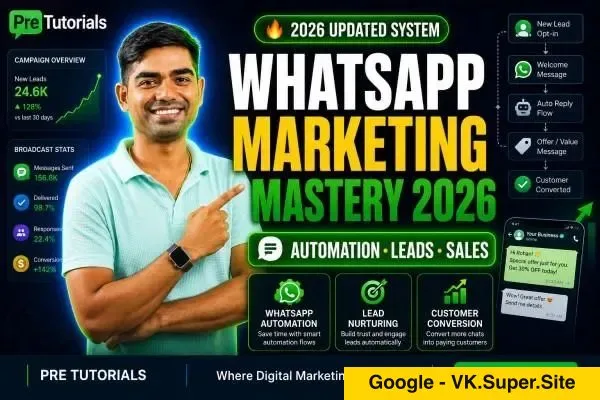 Pre Tutorials
CAMPAIGN OVERVIEW
New Leads
24.6K
▲ 128%
vs last 30 days
BROADCAST STATS
Messages Sent
156.8K
Delivered
98.7%
Responses
22.4%
Conversion
+142%
🔥 2026 UPDATED SYSTEM
WHATSAPP
MARKETING
MASTERY 2026
AUTOMATION • LEADS • SALES
WHATSAPP
AUTOMATION
Save time with smart
automation flows
LEAD
NURTURING
Build trust and engage
leads automatically
CUSTOMER
CONVERSION
Convert more chats
into paying customers
New Lead
Opt-in
Welcome
Message
Auto Reply
Flow
Offer / Value
Message
Customer
Converted
Your Business
Hi Rohan!
Special offer just for you.
Get 30% OFF today!
Wow! Great offer 😍
Send me details.
PRE TUTORIALS
Where Digital Marketing
Google - VK.Super.Site